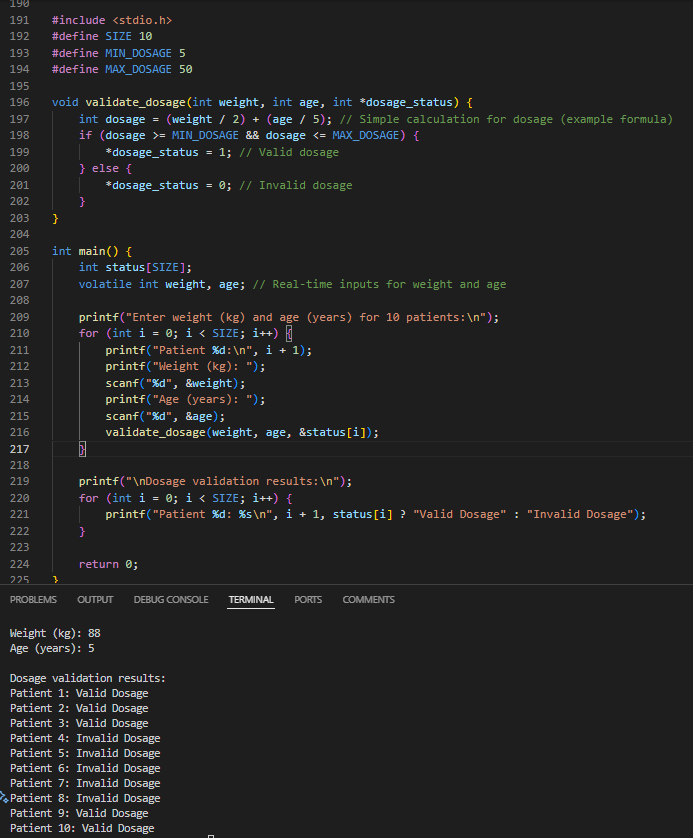 190
191 #include <stdio.h>
192 #define SIZE 10
193 #define MIN_DOSAGE 5
194 #define MAX_DOSAGE 50
195
196 void validate_dosage(int weight, int age, int *dosage_status) {
197     int dosage = (weight / 2) + (age / 5); // Simple calculation for dosage (example formula)
198     if (dosage >= MIN_DOSAGE && dosage <= MAX_DOSAGE) {
199         *dosage_status = 1; // Valid dosage
200     } else {
201         *dosage_status = 0; // Invalid dosage
202     }
203 }
204
205 int main() {
206     int status[SIZE];
207     volatile int weight, age; // Real-time inputs for weight and age
208
209     printf("Enter weight (kg) and age (years) for 10 patients:\n");
210     for (int i = 0; i < SIZE; i++) {
211         printf("Patient %d:\n", i + 1);
212         printf("Weight (kg): ");
213         scanf("%d", &weight);
214         printf("Age (years): ");
215         scanf("%d", &age);
216         validate_dosage(weight, age, &status[i]);
217     }
218
219     printf("\nDosage validation results:\n");
220     for (int i = 0; i < SIZE; i++) {
221         printf("Patient %d: %s\n", i + 1, status[i] ? "Valid Dosage" : "Invalid Dosage");
222     }
223
224     return 0;
225 }
PROBLEMS OUTPUT DEBUG CONSOLE TERMINAL PORTS COMMENTS
Weight (kg): 88
Age (years): 5
Dosage validation results:
Patient 1: Valid Dosage
Patient 2: Valid Dosage
Patient 3: Valid Dosage
Patient 4: Invalid Dosage
Patient 5: Invalid Dosage
Patient 6: Invalid Dosage
Patient 7: Invalid Dosage
Patient 8: Invalid Dosage
Patient 9: Valid Dosage
Patient 10: Valid Dosage